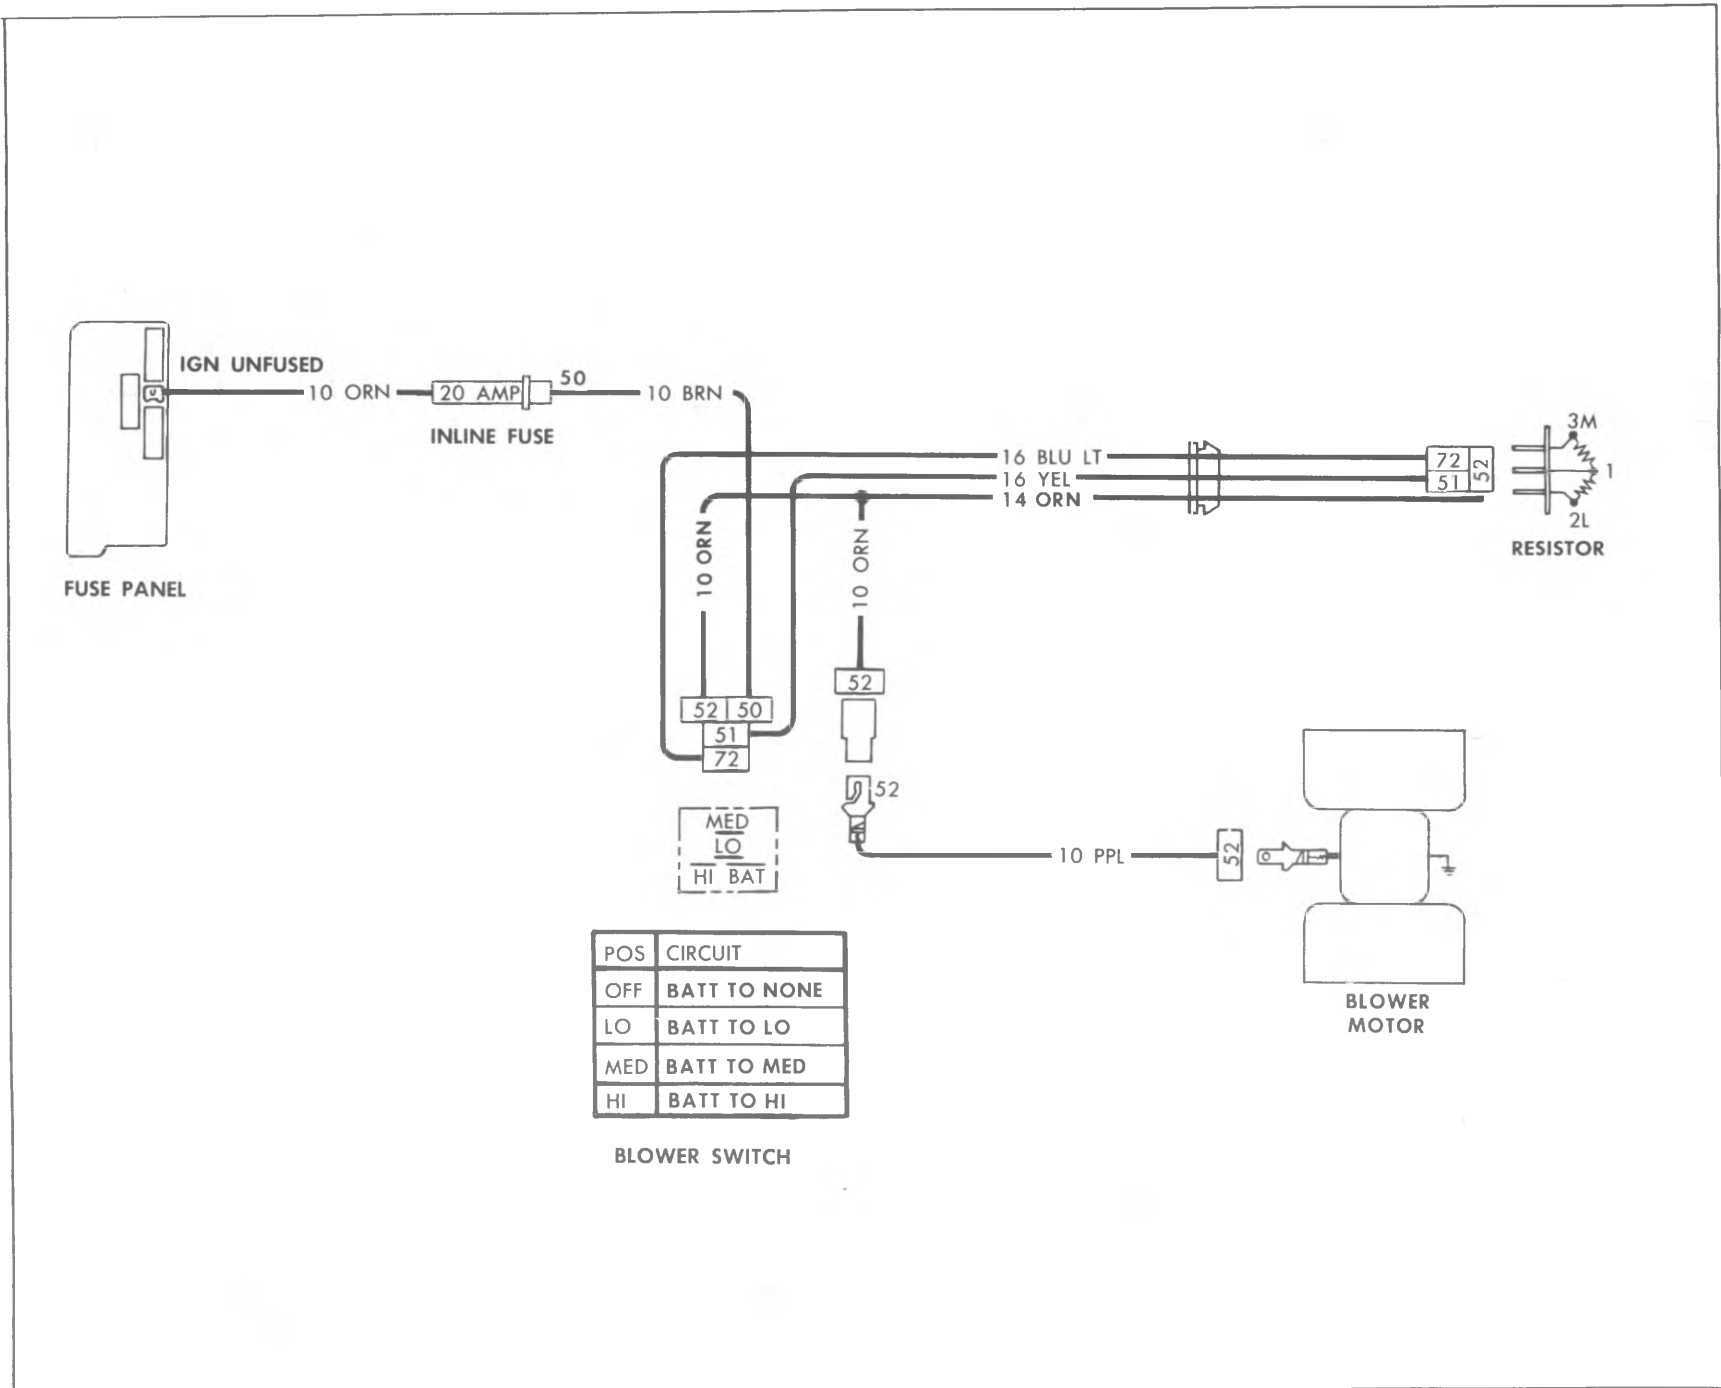 IGN UNFUSED
10 ORN
20 AMP
50
10 BRN
INLINE FUSE
FUSE PANEL
16 BLU LT
16 YEL
14 ORN
72
51
52
3M
1
2L
RESISTOR
10 ORN
10 ORN
52
50
51
72
52
52
MED
LO
HI BAT
10 PPL
52
BLOWER
MOTOR
POS CIRCUIT
OFF BATT TO NONE
LO BATT TO LO
MED BATT TO MED
HI BATT TO HI
BLOWER SWITCH